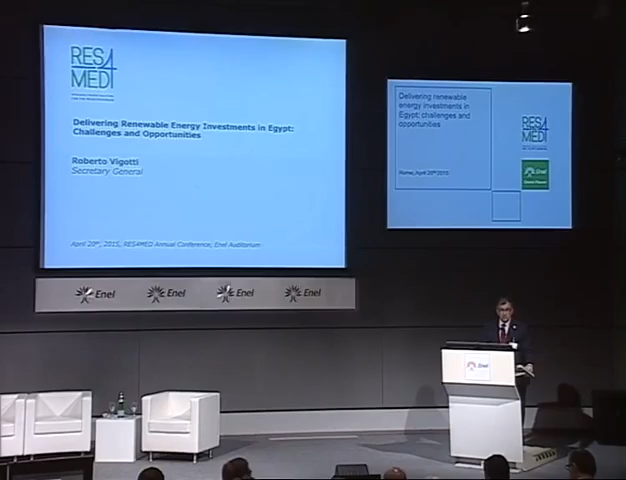 RES4
MED
Delivering Renewable Energy Investments in Egypt:
Challenges and Opportunities
Roberto Vigotti
Secretary General
April 20th, 2015, RES4MED Annual Conference, Enel Auditorium
Delivering renewable
energy investments in
Egypt: challenges and
opportunities
Rome, April 20th 2015
RES4
MED
Enel
Green Power
Enel
Enel
Enel
Enel
Enel